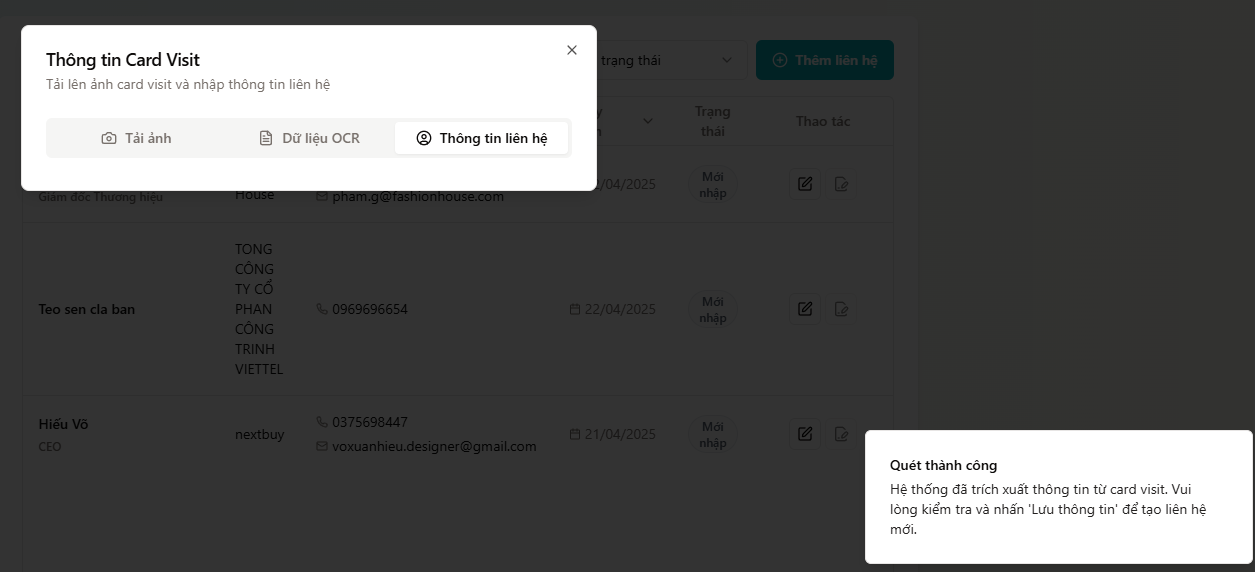 Thông tin Card Visit
Tải lên ảnh card visit và nhập thông tin liên hệ
Tải ảnh
Dữ liệu OCR
Thông tin liên hệ
trạng thái
Thêm liên hệ
Trạng
thái
Thao tác
Giám đốc Thương hiệu
House
pham.g@fashionhouse.com
/04/2025
Mới
nhập
Teo sen cla ban
TONG
CÔNG
TY CỔ
PHAN
CÔNG
TRINH
VIETTEL
0969696654
22/04/2025
Mới
nhập
Hiếu Võ
CEO
nextbuy
0375698447
voxuanhieu.designer@gmail.com
21/04/2025
Mới
nhập
Quét thành công
Hệ thống đã trích xuất thông tin từ card visit. Vui
lòng kiểm tra và nhấn 'Lưu thông tin' để tạo liên hệ
mới.